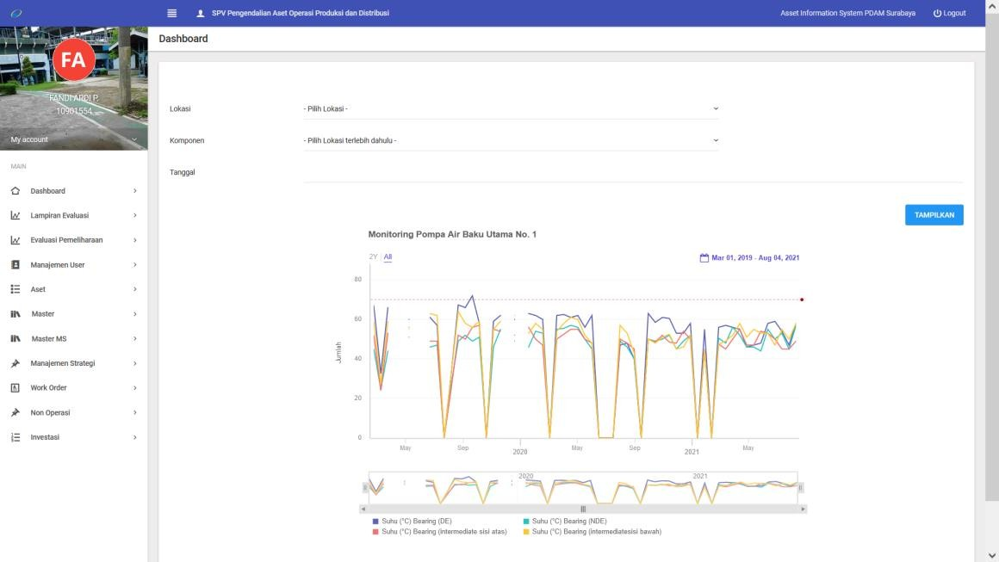 SPV Pengendalian Aset Operasi Produksi dan Distribusi
Asset Information System PDAM Surabaya
Logout
Dashboard
FA
FANDI ARDI P.
10901554
My account
MAIN
Dashboard
Lampiran Evaluasi
Evaluasi Pemeliharaan
Manajemen User
Aset
Master
Master MS
Manajemen Strategi
Work Order
Non Operasi
Investasi
Lokasi
- Pilih Lokasi -
Komponen
- Pilih Lokasi terlebih dahulu -
Tanggal
TAMPILKAN
Monitoring Pompa Air Baku Utama No. 1
2Y All
Mar 01, 2019 - Aug 04, 2021
80
60
40
20
0
Jumlah
May Sep 2020 May Sep 2021 May
2020 2021
Suhu (°C) Bearing (DE)
Suhu (°C) Bearing (NDE)
Suhu (°C) Bearing (intermediate sisi atas)
Suhu (°C) Bearing (intermediatesisi bawah)